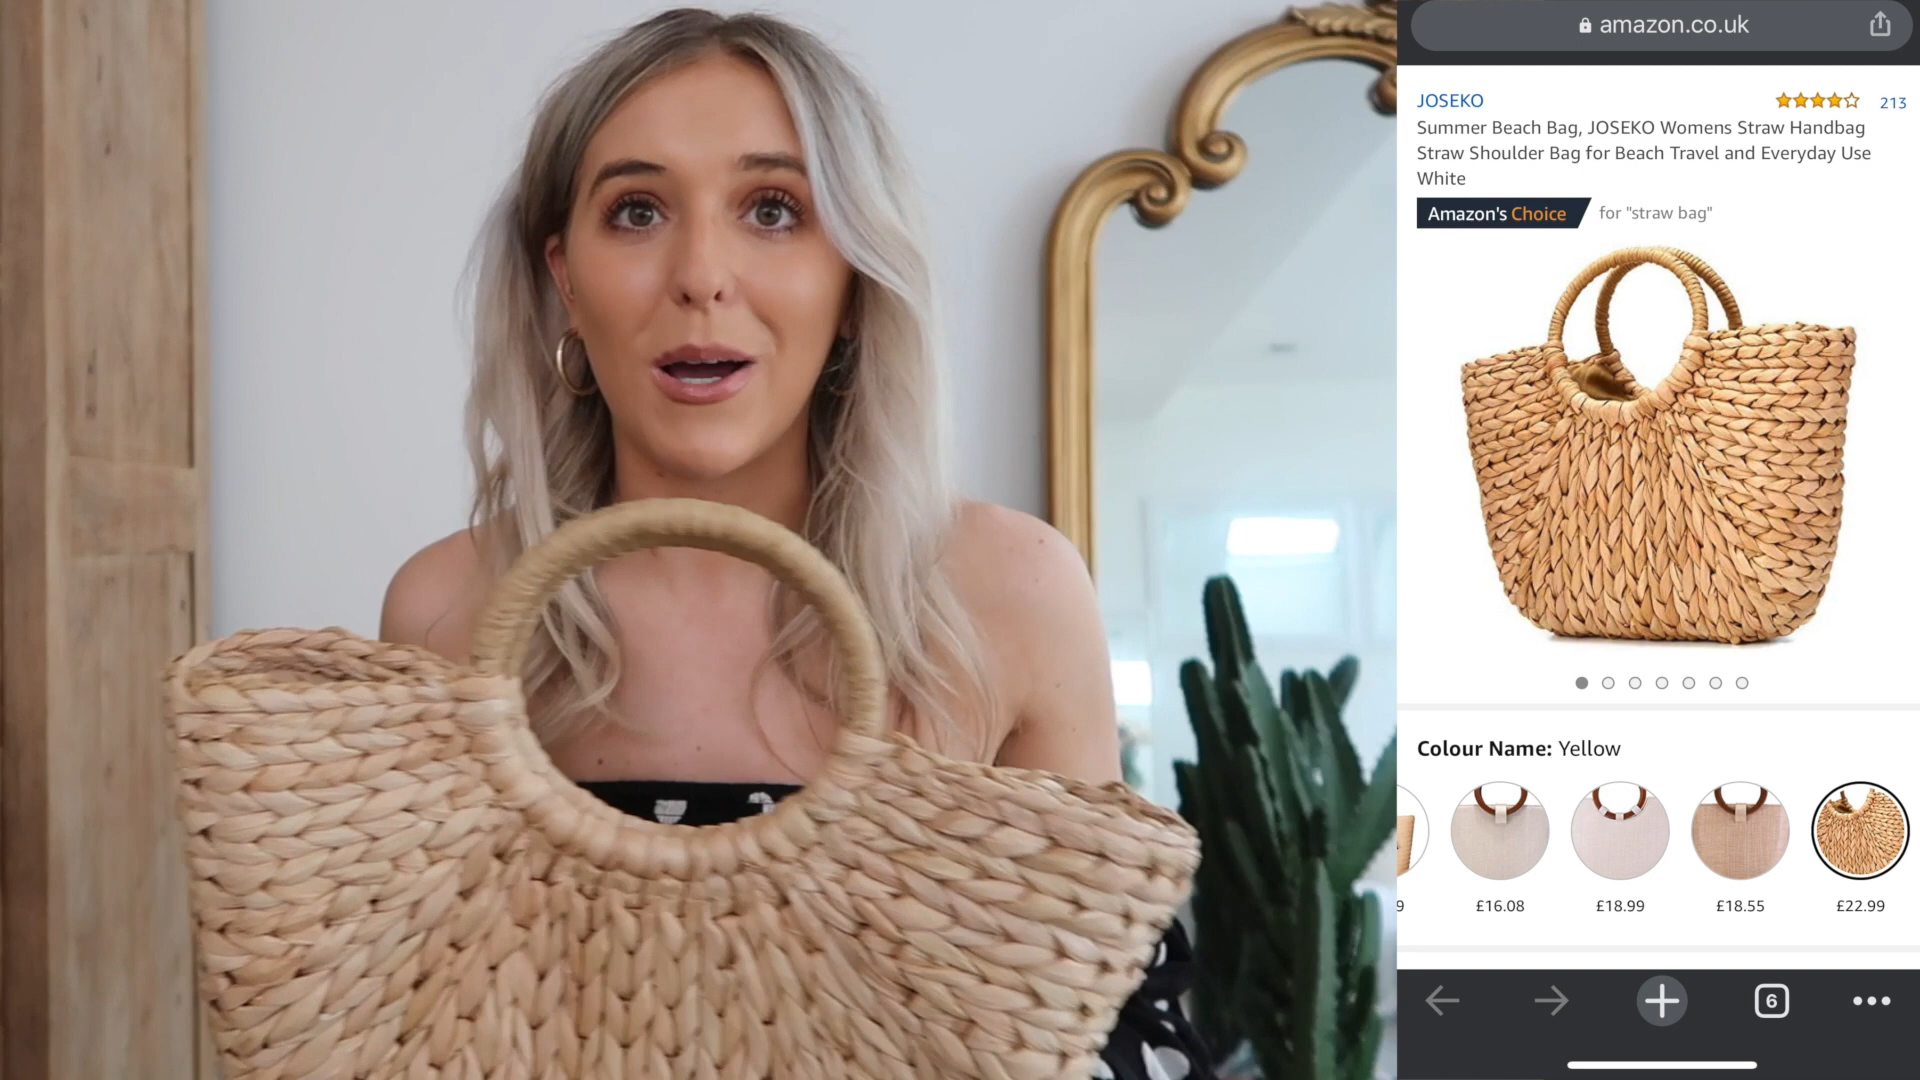 amazon.co.uk
JOSEKO
213
Summer Beach Bag, JOSEKO Womens Straw Handbag
Straw Shoulder Bag for Beach Travel and Everyday Use
White
Amazon's Choice for "straw bag"
Colour Name: Yellow
9 £16.08 £18.99 £18.55 £22.99
6